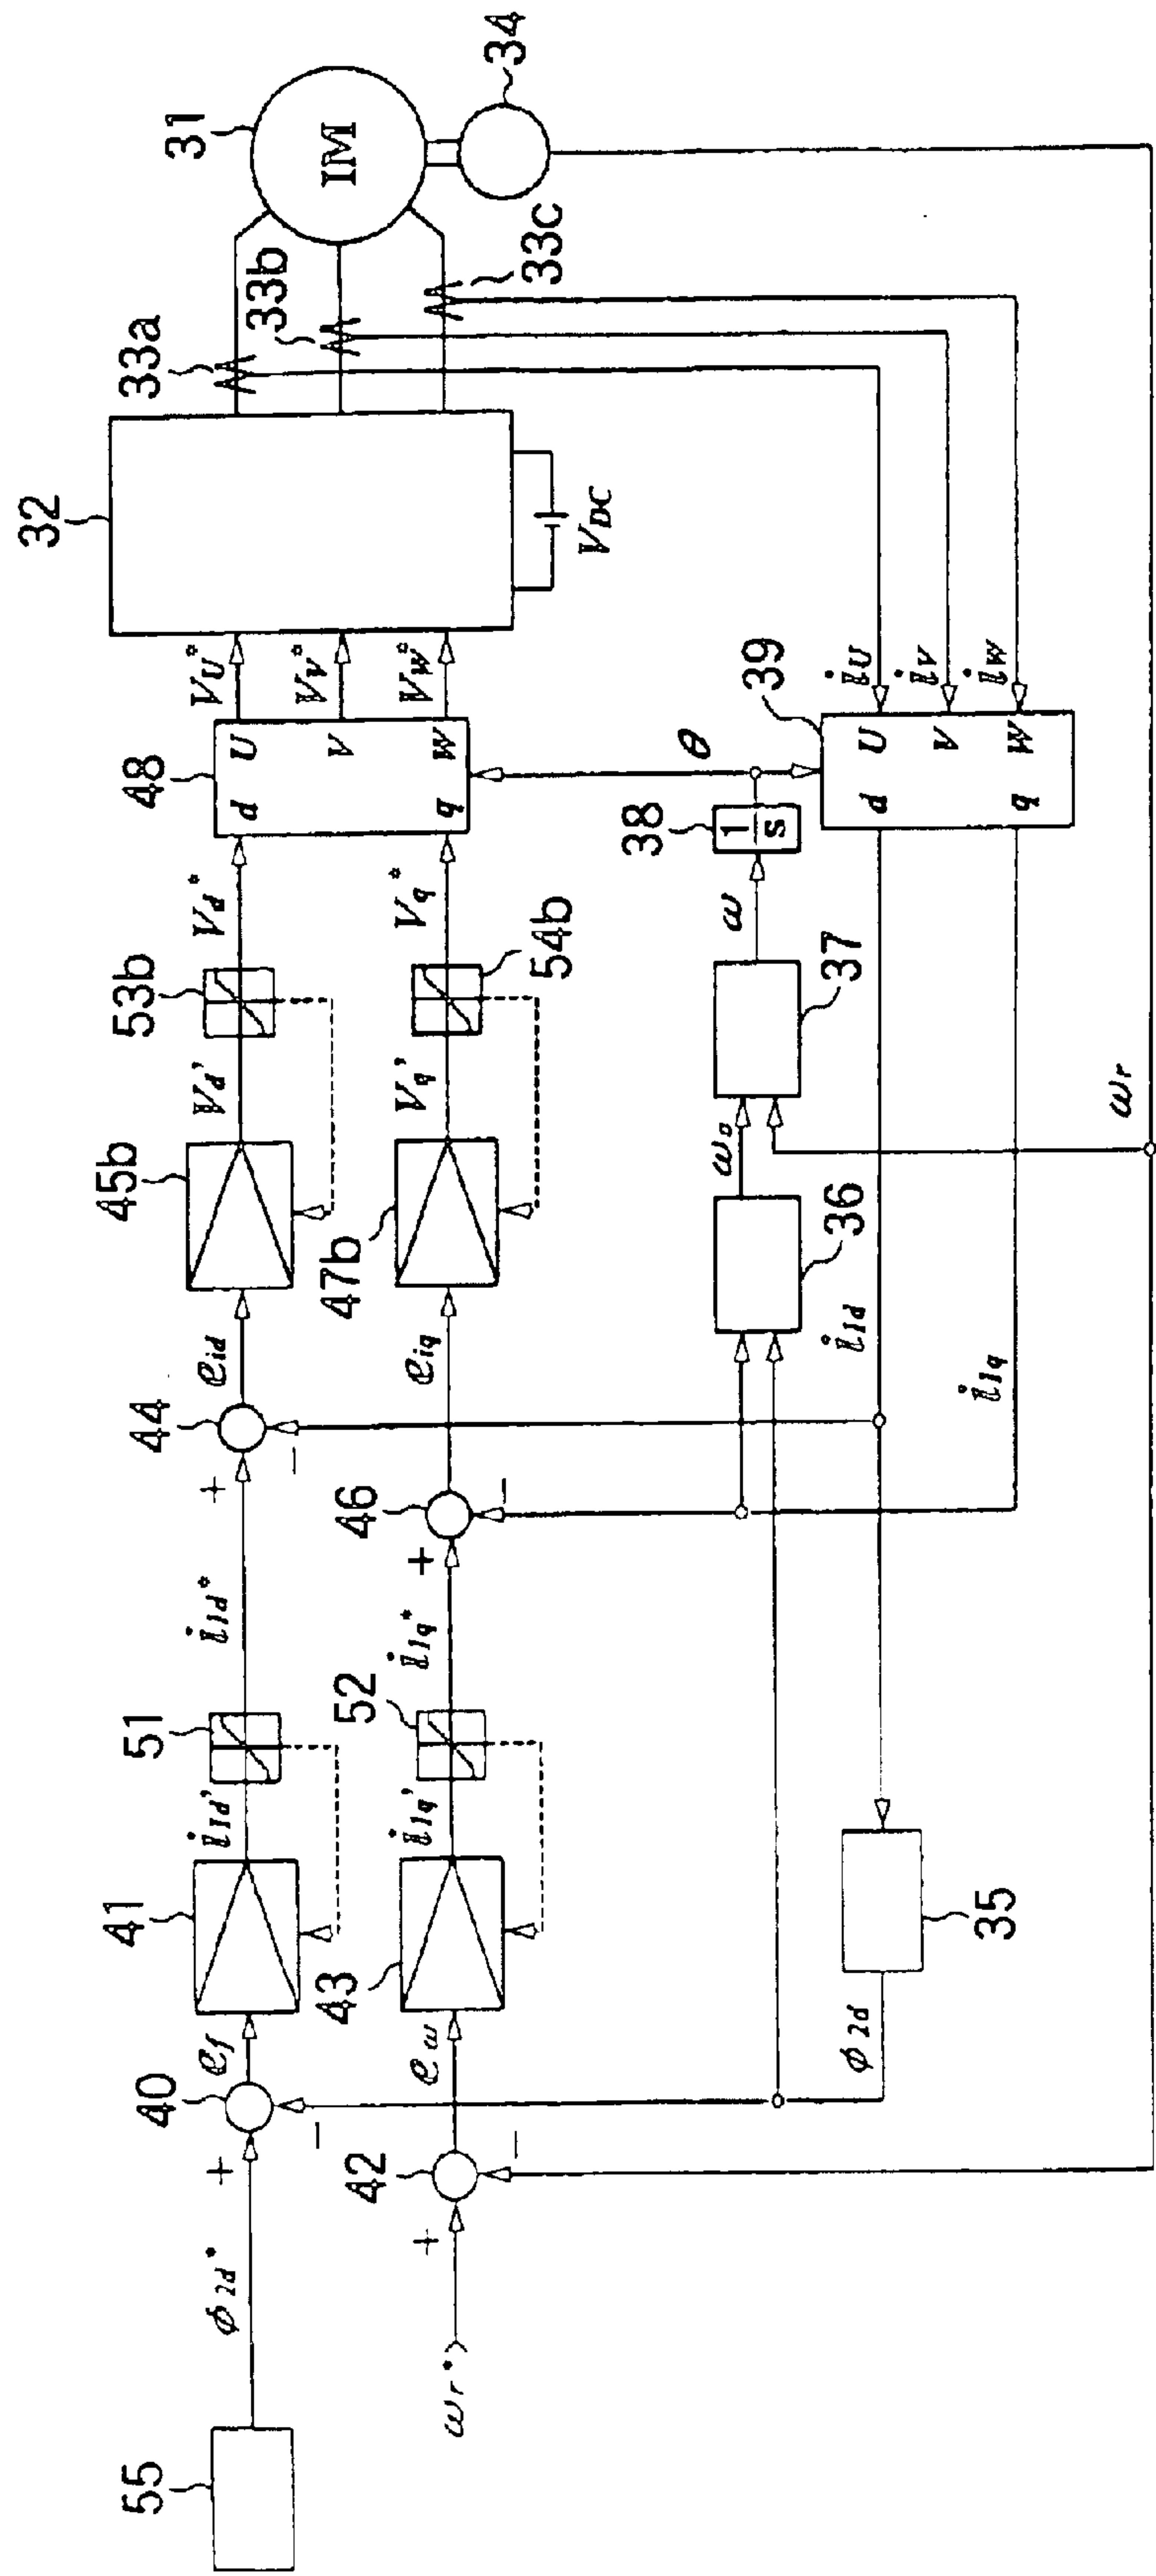 55
ϕ2d*
+
−
40
ef
41
i1d'
51
i1d*
+
−
44
eid
45b
Vd'
53b
Vd*
48
d
U
V
q
W
VU*
VV*
VW*
32
VDC
33a
33b
33c
31
IM
34
ωr*
+
−
42
eω
43
i1q'
52
i1q*
+
−
46
eiq
47b
Vq'
54b
Vq*
θ
36
ωs
37
ω
38
1
s
39
d
U
V
q
W
iU
iV
iW
ϕ2d
35
i1d
i1q
ωr